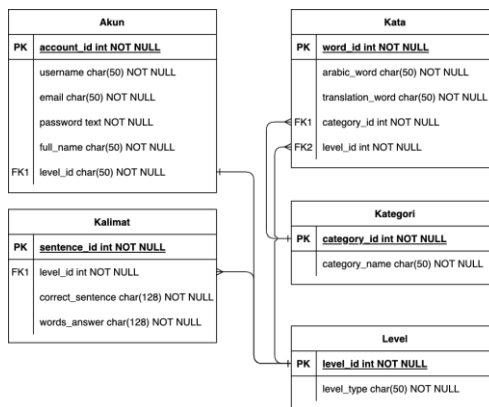 Akun
PK account_id int NOT NULL
username char(50) NOT NULL
email char(50) NOT NULL
password text NOT NULL
full_name char(50) NOT NULL
FK1 level_id char(50) NOT NULL
Kalimat
PK sentence_id int NOT NULL
FK1 level_id int NOT NULL
correct_sentence char(128) NOT NULL
words_answer char(128) NOT NULL
Kata
PK word_id int NOT NULL
arabic_word char(50) NOT NULL
translation_word char(50) NOT NULL
FK1 category_id int NOT NULL
FK2 level_id int NOT NULL
Kategori
PK category_id int NOT NULL
category_name char(50) NOT NULL
Level
PK level_id int NOT NULL
level_type char(50) NOT NULL